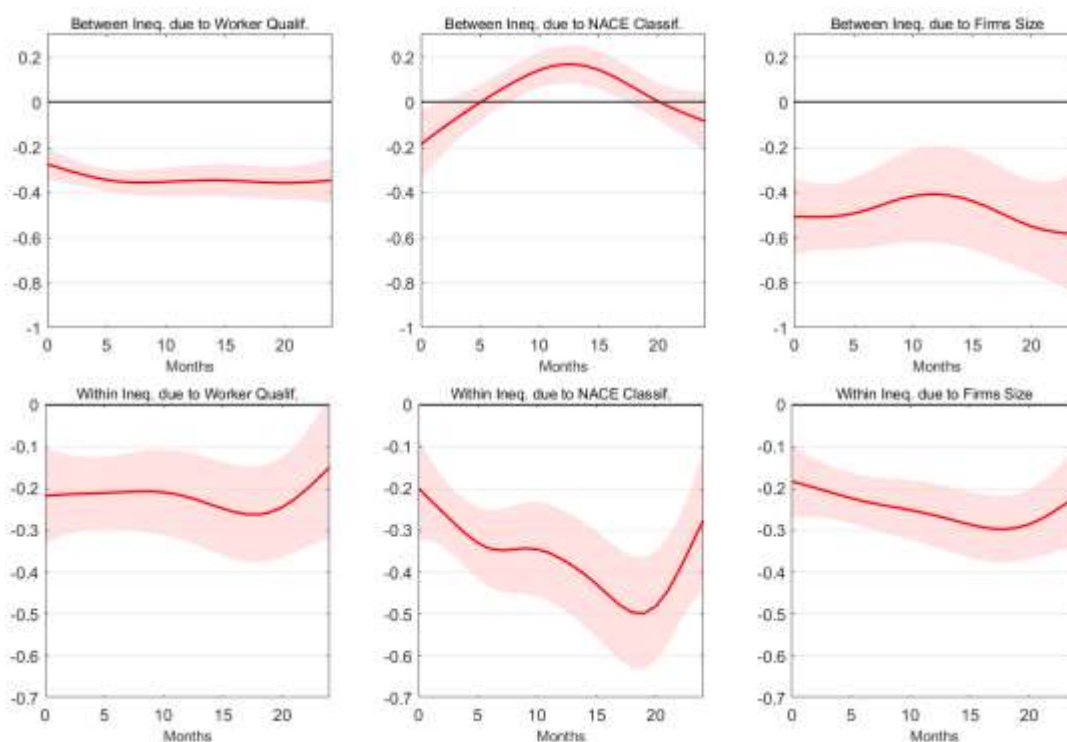 Between Ineq. due to Worker Qualif.
0.2
0
-0.2
-0.4
-0.6
-0.8
-1
0 5 10 15 20
Months
Between Ineq. due to NACE Classif.
0.2
0
-0.2
-0.4
-0.6
-0.8
-1
0 5 10 15 20
Months
Between Ineq. due to Firms Size
0.2
0
-0.2
-0.4
-0.6
-0.8
-1
0 5 10 15 20
Months
Within Ineq. due to Worker Qualif.
0
-0.1
-0.2
-0.3
-0.4
-0.5
-0.6
-0.7
0 5 10 15 20
Months
Within Ineq. due to NACE Classif.
0
-0.1
-0.2
-0.3
-0.4
-0.5
-0.6
-0.7
0 5 10 15 20
Months
Within Ineq. due to Firms Size
0
-0.1
-0.2
-0.3
-0.4
-0.5
-0.6
-0.7
0 5 10 15 20
Months